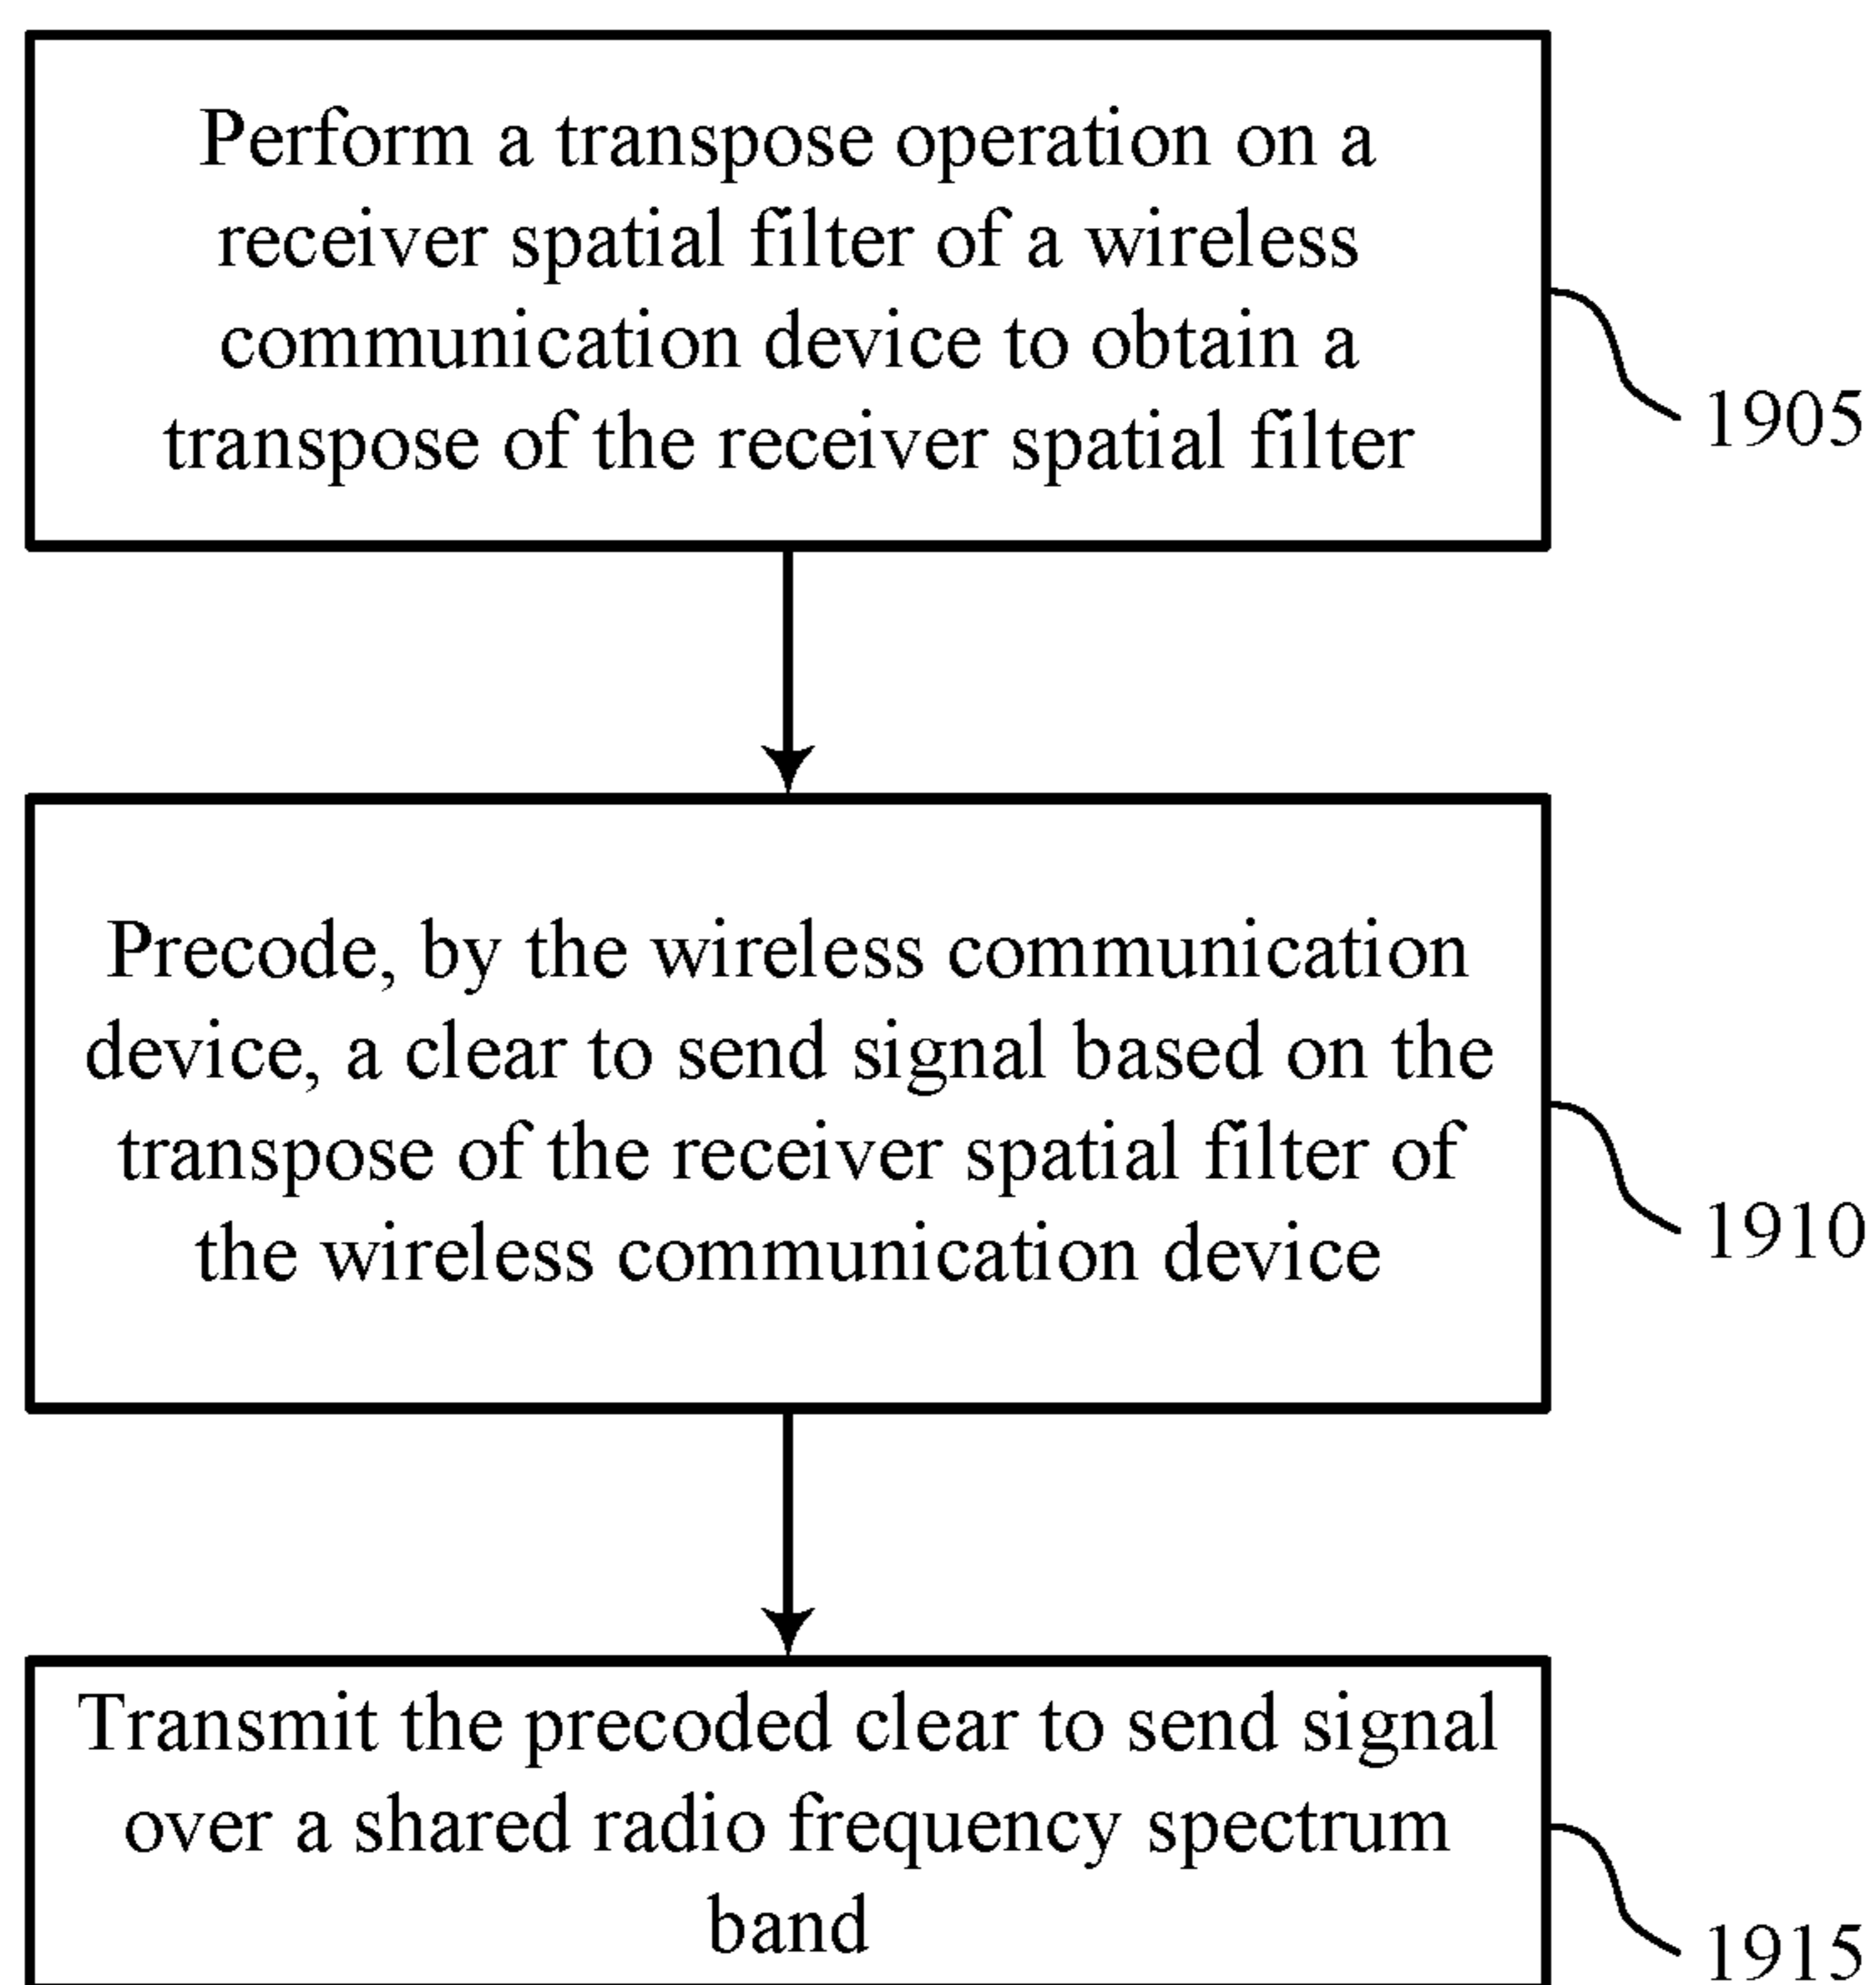 Perform a transpose operation on a
receiver spatial filter of a wireless
communication device to obtain a
transpose of the receiver spatial filter
1905
Precode, by the wireless communication
device, a clear to send signal based on the
transpose of the receiver spatial filter of
the wireless communication device
1910
Transmit the precoded clear to send signal
over a shared radio frequency spectrum
band
1915